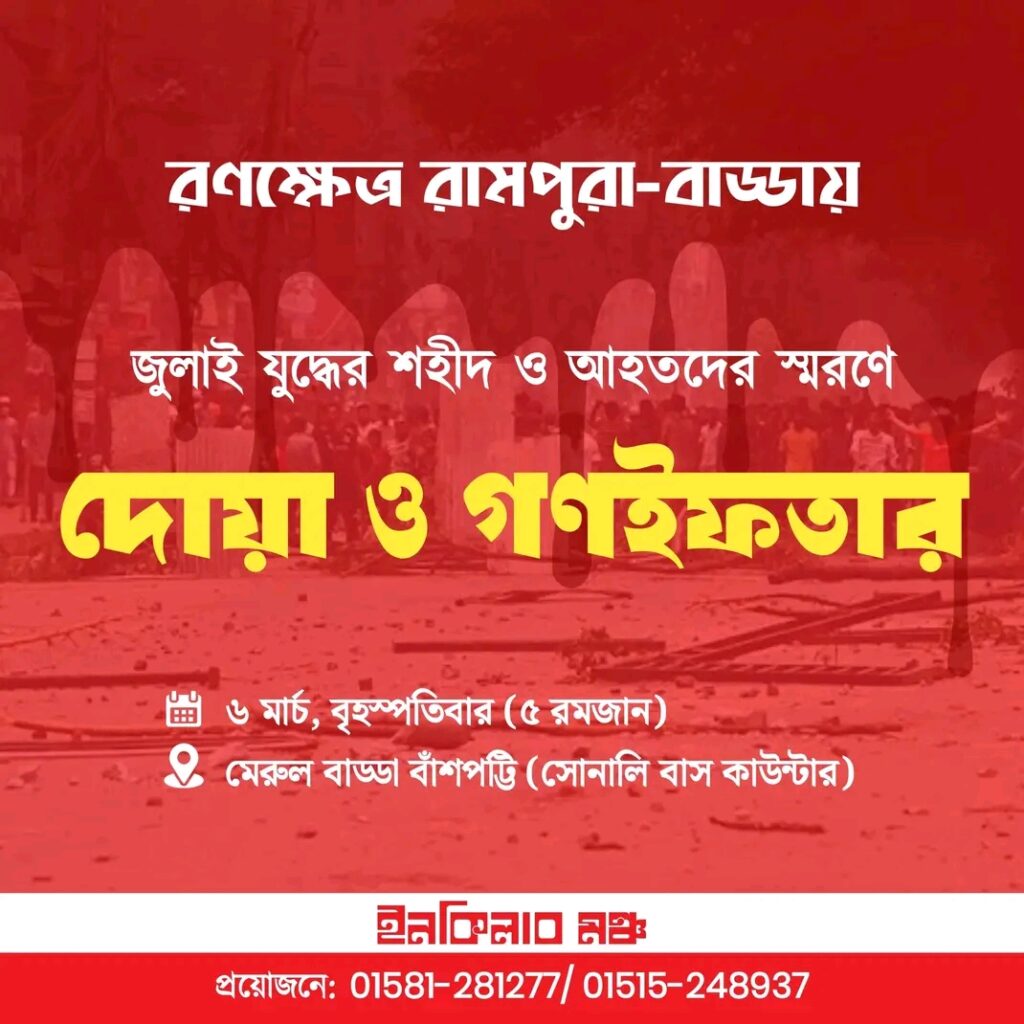 রণক্ষেত্র রামপুরা-বাড্ডায়
জুলাই যুদ্ধের শহীদ ও আহতদের স্মরণে
দোয়া ও গণইফতার
৬ মার্চ, বৃহস্পতিবার (৫ রমজান)
মেরুল বাড্ডা বাঁশপট্টি (সোনালি বাস কাউন্টার)
ইনকিলাব মঞ্চ
প্রয়োজনে: 01581-281277/ 01515-248937